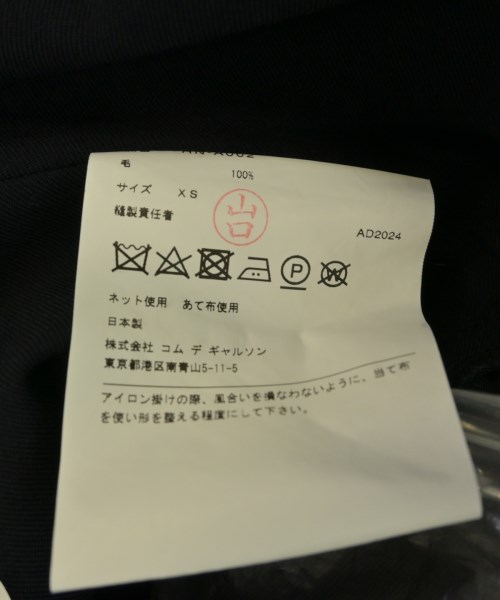 毛
100%
サイズ XS
縫製責任者
山口
AD2024
P
W
ネット使用 あて布使用
日本製
株式会社 コム デ ギャルソン
東京都港区南青山5-11-5
アイロン掛けの際、風合いを損なわないように、当て布
を使い形を整える程度にして下さい。